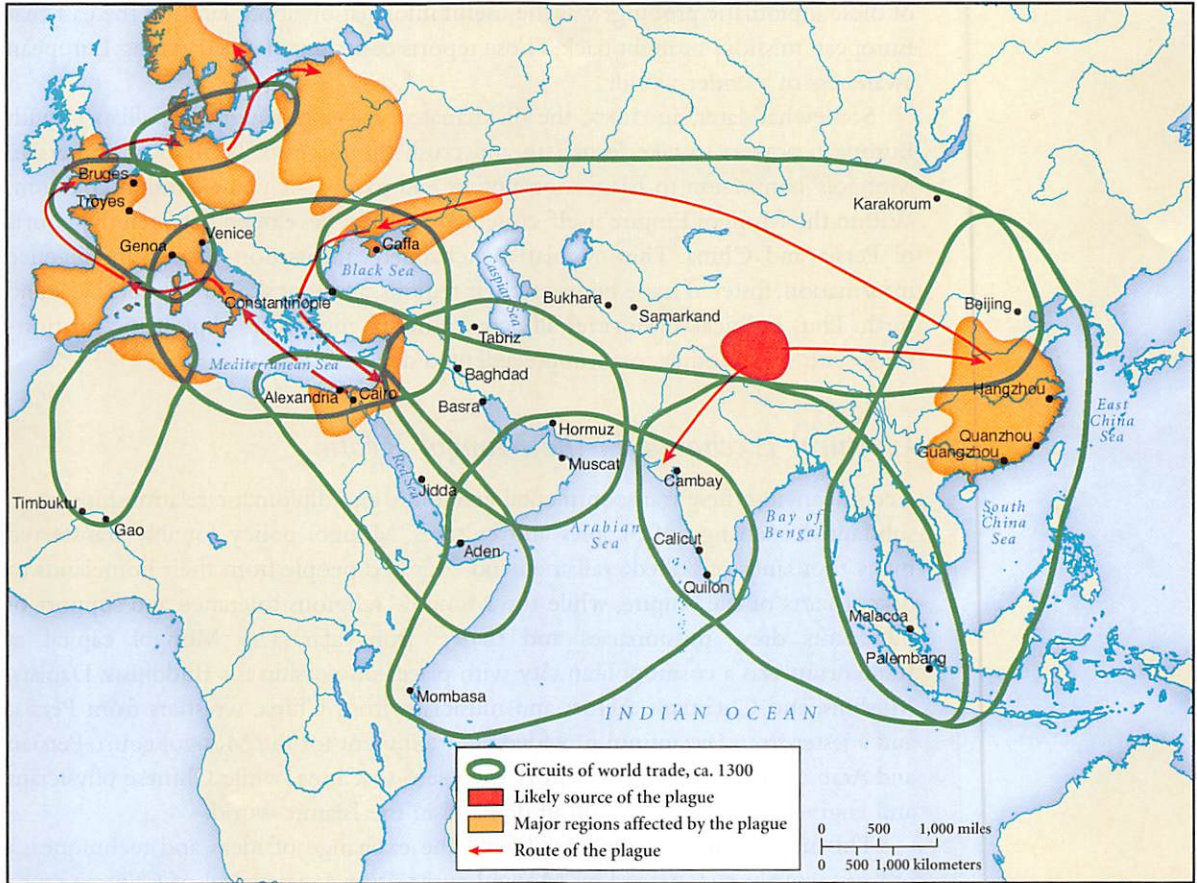 Bruges
Troyes
Genoa
Venice
Caffa
Black Sea
Constantinople
Caspian Sea
Tabriz
Bukhara
Samarkand
Karakorum
Beijing
Hangzhou
Quanzhou
Guangzhou
East
China
Sea
South
China
Sea
Mediterranean Sea
Alexandria
Cairo
Baghdad
Basra
Hormuz
Muscat
Red Sea
Jidda
Aden
Arabian
Sea
Cambay
Calicut
Quilon
Bay of
Bengal
Malacoa
Palembang
Timbuktu
Gao
Mombasa
INDIAN OCEAN
Circuits of world trade, ca. 1300
Likely source of the plague
Major regions affected by the plague
Route of the plague
0 500 1,000 miles
0 500 1,000 kilometers